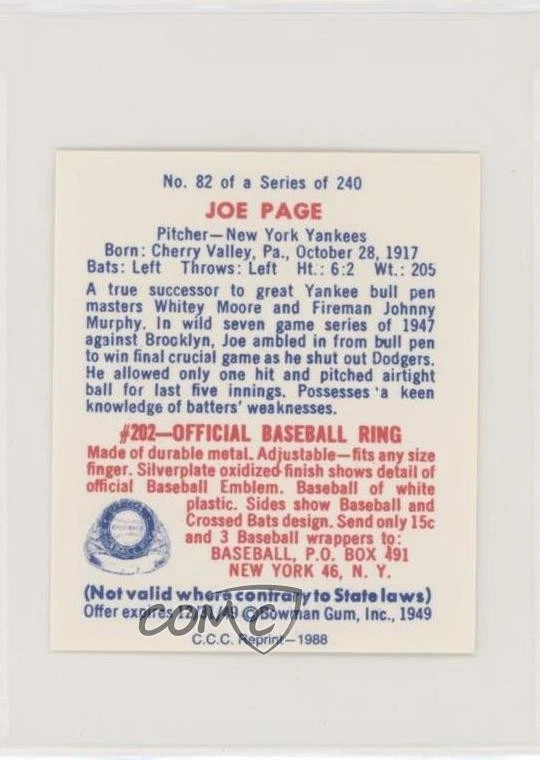 No. 82 of a Series of 240
JOE PAGE
Pitcher—New York Yankees
Born: Cherry Valley, Pa., October 28, 1917
Bats: Left Throws: Left Ht.: 6:2 Wt.: 205
A true successor to great Yankee bull pen
masters Whitey Moore and Fireman Johnny
Murphy. In wild seven game series of 1947
against Brooklyn, Joe ambled in from bull pen
to win final crucial game as he shut out Dodgers.
He allowed only one hit and pitched airtight
ball for last five innings. Possesses a keen
knowledge of batters' weaknesses.
#202—OFFICIAL BASEBALL RING
Made of durable metal. Adjustable—fits any size
finger. Silverplate oxidized finish shows detail of
official Baseball Emblem. Baseball of white
plastic. Sides show Baseball and
Crossed Bats design. Send only 15c
and 3 Baseball wrappers to:
BASEBALL, P.O. BOX 491
NEW YORK 46, N. Y.
(Not valid where contrary to State laws)
Offer expires 12/31/49 ©Bowman Gum, Inc., 1949
COMC
C.C.C. Reprint—1988